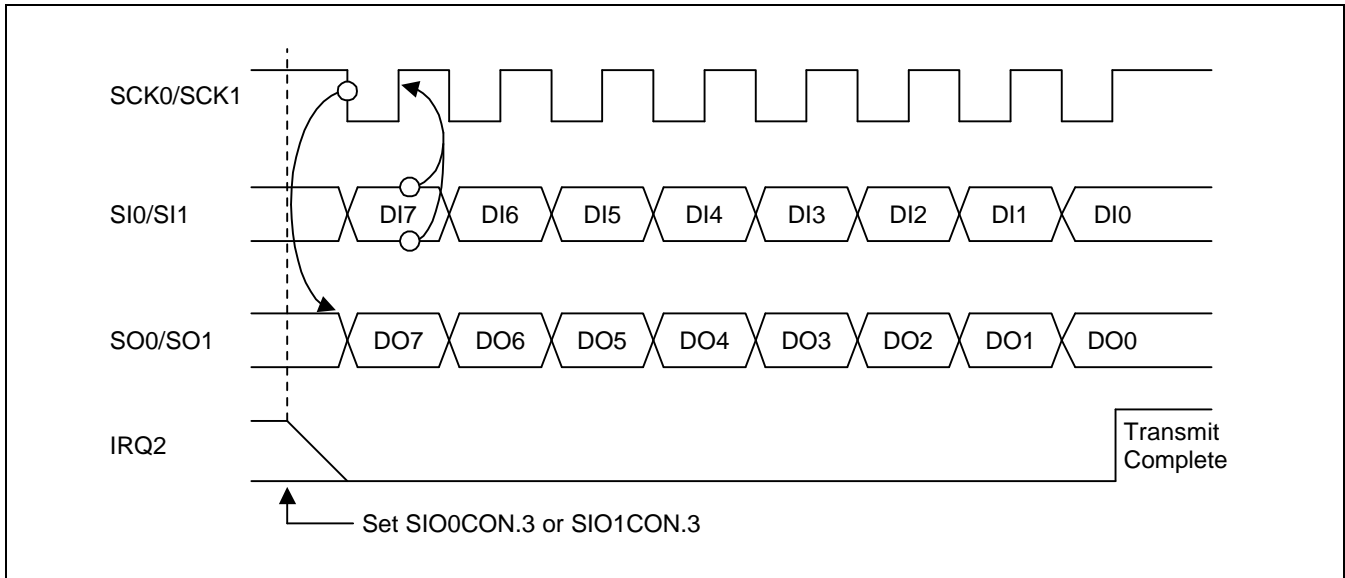 SCK0/SCK1
SI0/SI1
DI7 DI6 DI5 DI4 DI3 DI2 DI1 DI0
SO0/SO1
DO7 DO6 DO5 DO4 DO3 DO2 DO1 DO0
IRQ2
Transmit
Complete
Set SIO0CON.3 or SIO1CON.3